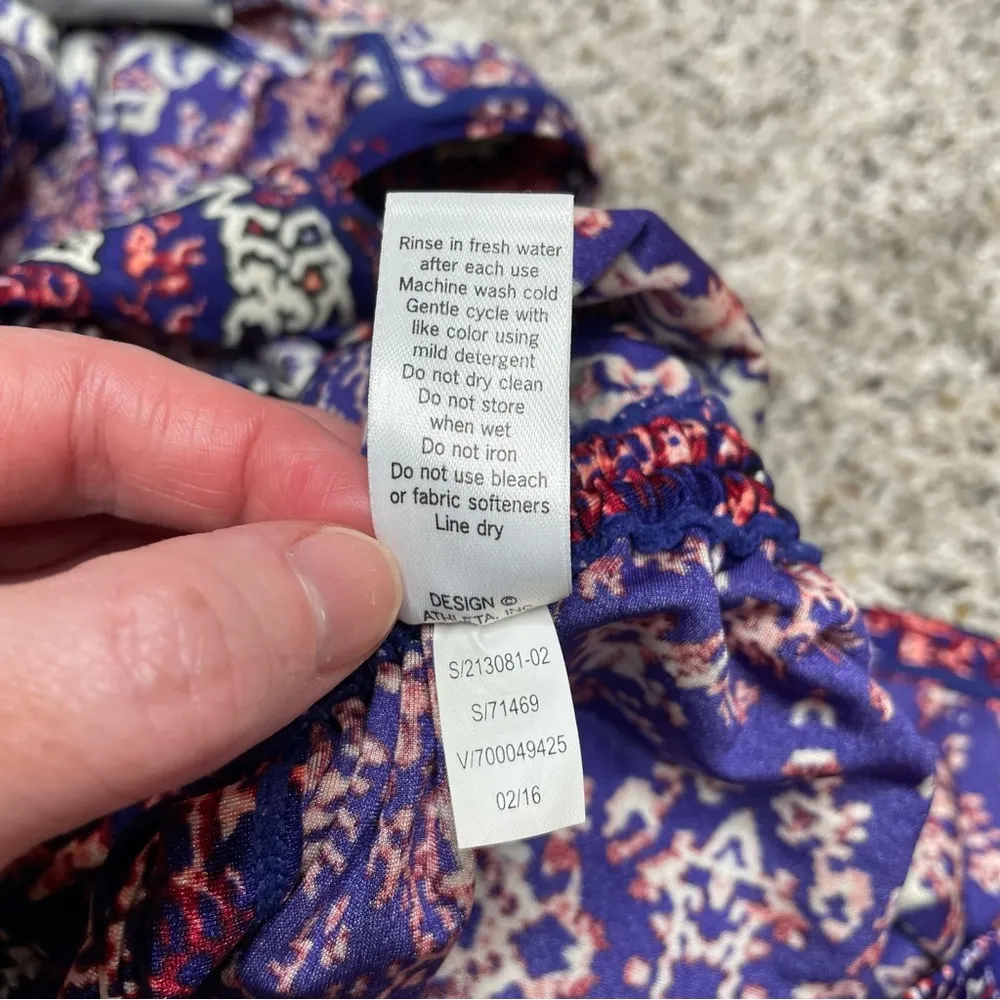 Rinse in fresh water
after each use
Machine wash cold
Gentle cycle with
like color using
mild detergent
Do not dry clean
Do not store
when wet
Do not iron
Do not use bleach
or fabric softeners
Line dry
DESIGN ©
ATHLETA, INC.
S/213081-02
S/71469
V/700049425
02/16